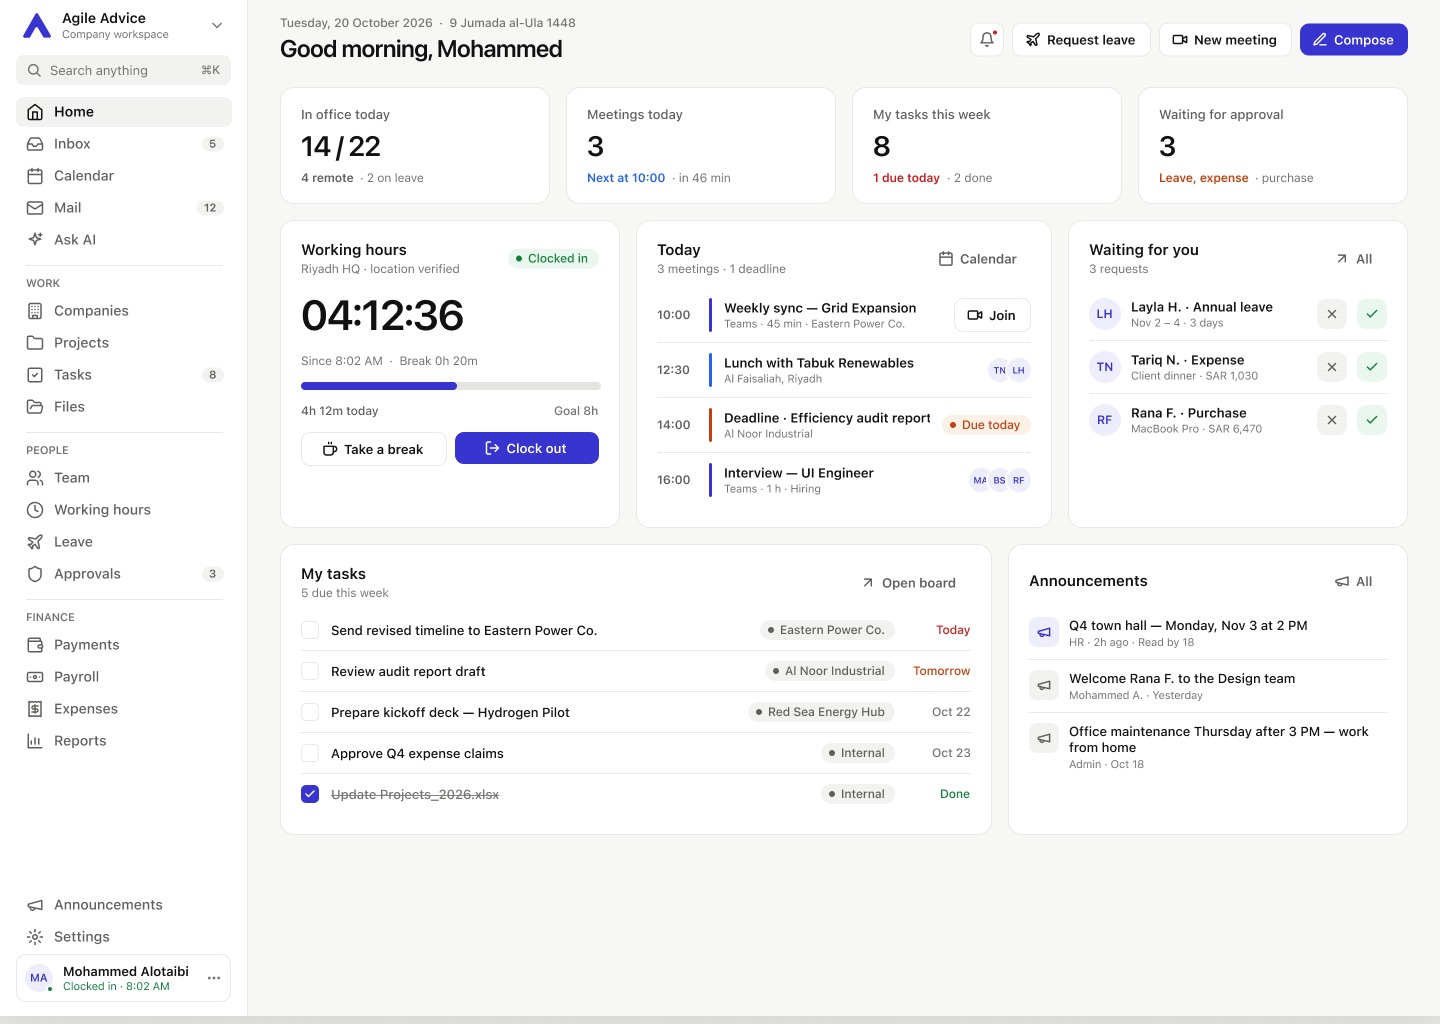 Agile Advice
Company workspace
Search anything ⌘K
Home
Inbox 5
Calendar
Mail 12
Ask AI
WORK
Companies
Projects
Tasks 8
Files
PEOPLE
Team
Working hours
Leave
Approvals 3
FINANCE
Payments
Payroll
Expenses
Reports
Announcements
Settings
MA Mohammed Alotaibi
Clocked in · 8:02 AM
Tuesday, 20 October 2026 · 9 Jumada al-Ula 1448
Good morning, Mohammed
Request leave
New meeting
Compose
In office today
14 / 22
4 remote · 2 on leave
Meetings today
3
Next at 10:00 · in 46 min
My tasks this week
8
1 due today · 2 done
Waiting for approval
3
Leave, expense · purchase
Working hours
Riyadh HQ · location verified
Clocked in
04:12:36
Since 8:02 AM · Break 0h 20m
4h 12m today Goal 8h
Take a break
Clock out
Today
3 meetings · 1 deadline
Calendar
10:00 Weekly sync — Grid Expansion
Teams · 45 min · Eastern Power Co.
Join
12:30 Lunch with Tabuk Renewables
Al Faisaliah, Riyadh
TN LH
14:00 Deadline · Efficiency audit report
Al Noor Industrial
Due today
16:00 Interview — UI Engineer
Teams · 1 h · Hiring
MA BS RF
Waiting for you
3 requests
All
LH Layla H. · Annual leave
Nov 2 – 4 · 3 days
TN Tariq N. · Expense
Client dinner · SAR 1,030
RF Rana F. · Purchase
MacBook Pro · SAR 6,470
My tasks
5 due this week
Open board
Send revised timeline to Eastern Power Co. Eastern Power Co. Today
Review audit report draft Al Noor Industrial Tomorrow
Prepare kickoff deck — Hydrogen Pilot Red Sea Energy Hub Oct 22
Approve Q4 expense claims Internal Oct 23
Update Projects_2026.xlsx Internal Done
Announcements
All
Q4 town hall — Monday, Nov 3 at 2 PM
HR · 2h ago · Read by 18
Welcome Rana F. to the Design team
Mohammed A. · Yesterday
Office maintenance Thursday after 3 PM — work
from home
Admin · Oct 18